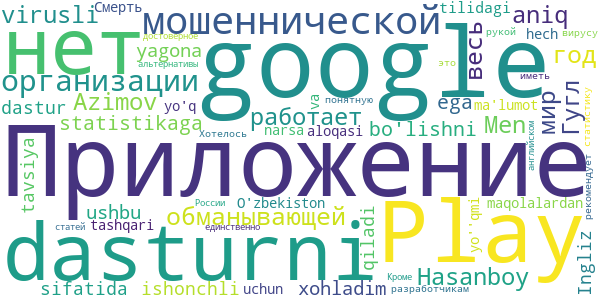 virusli
Смерть
мошеннической
tilidagi
aniq
нет
достоверное
рукой
hech
вирусу
yagona
альтернативы
google
весь
это
год
организации
понятную
ega
иметь
dastur
Azimov
yo'q
va
работает
ma'lumot
мир
Гугл
статистику
statistikaga
Хотелось
narsa
aloqasi
bo'lishni
Men
английском
tavsiya
Приложение
рекомендует
ushbu
России
O'zbekiston
maqolalardan
tashqari
обманывающей
qiladi
Play
yo''qmi
Ingliz
dasturni
статей
единственно
Кроме
Hasanboy
sifatida
ishonchli
uchun
xohladim
разработчикам